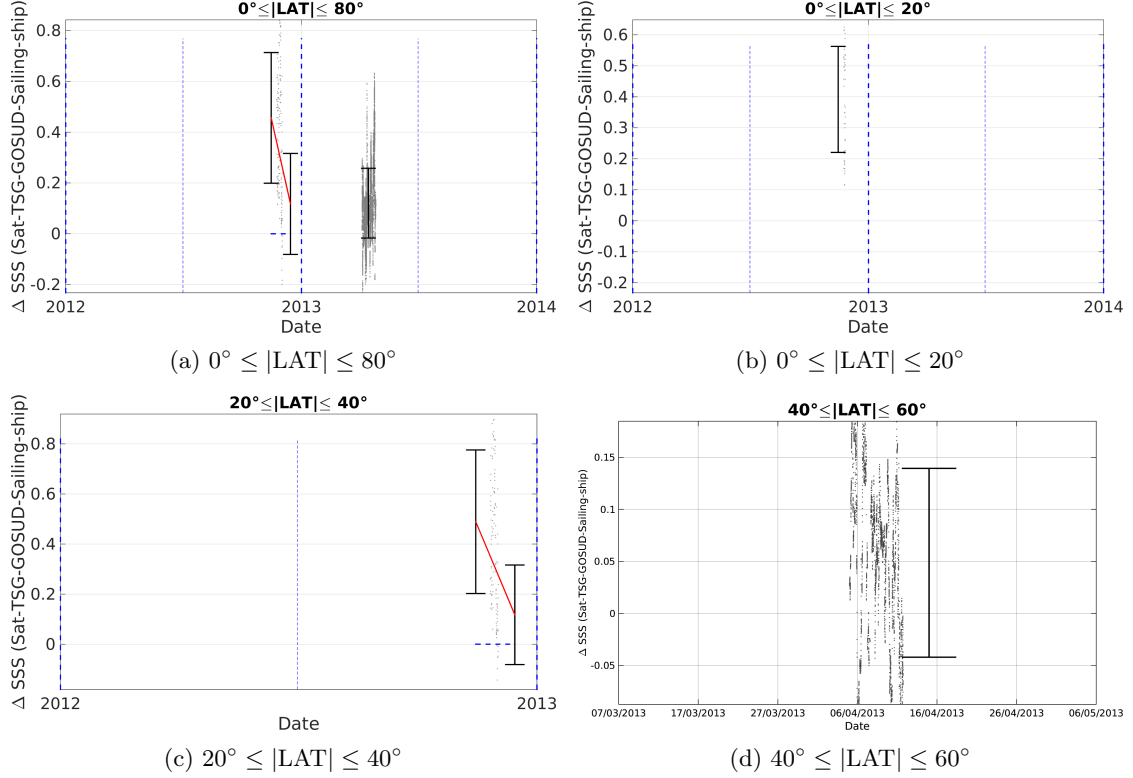 0°≤|LAT|≤ 80°
Δ SSS (Sat-TSG-GOSUD-Sailing-ship)
0.8
0.6
0.4
0.2
0
-0.2
2012
2013
2014
Date
(a) 0° ≤ |LAT| ≤ 80°
0°≤|LAT|≤ 20°
Δ SSS (Sat-TSG-GOSUD-Sailing-ship)
0.6
0.5
0.4
0.3
0.2
0.1
0
-0.1
-0.2
2012
2013
2014
Date
(b) 0° ≤ |LAT| ≤ 20°
20°≤|LAT|≤ 40°
Δ SSS (Sat-TSG-GOSUD-Sailing-ship)
0.8
0.6
0.4
0.2
0
2012
2013
Date
(c) 20° ≤ |LAT| ≤ 40°
40°≤|LAT|≤ 60°
Δ SSS (Sat-TSG-GOSUD-Sailing-ship)
0.15
0.1
0.05
0
-0.05
07/03/2013
17/03/2013
27/03/2013
06/04/2013
16/04/2013
26/04/2013
06/05/2013
Date
(d) 40° ≤ |LAT| ≤ 60°